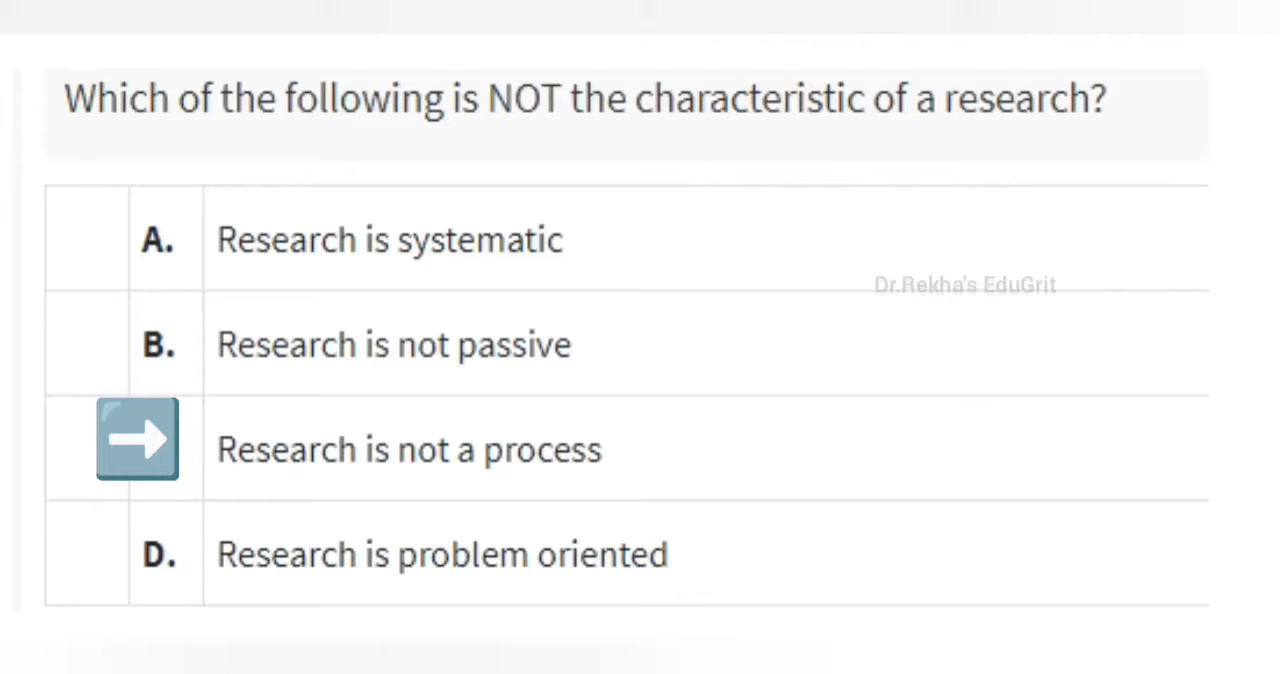 Which of the following is NOT the characteristic of a research?
A. Research is systematic
Dr.Rekha's EduGrit
B. Research is not passive
Research is not a process
D. Research is problem oriented